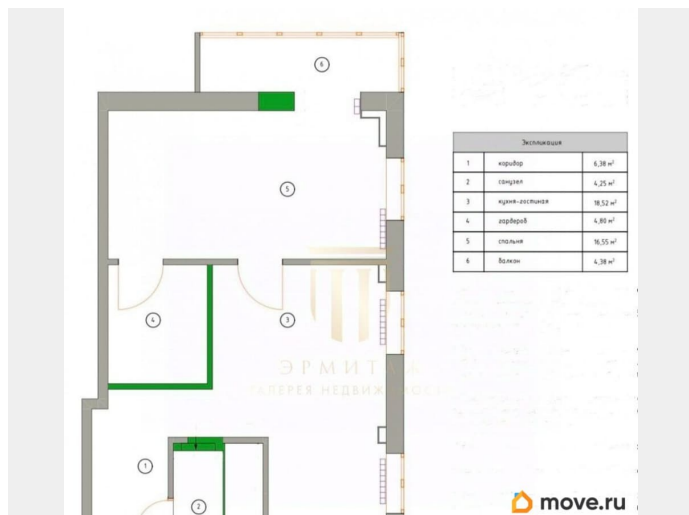 6
5
4
3
1
2
Экспликация
1 коридор 6,38 м²
2 санузел 4,25 м²
3 кухня-гостиная 18,52 м²
4 гардероб 4,80 м²
5 спальня 16,55 м²
6 балкон 4,38 м²
ЭРМИТАЖ
ГАЛЕРЕЯ НЕДВИЖИМОСТИ
move.ru